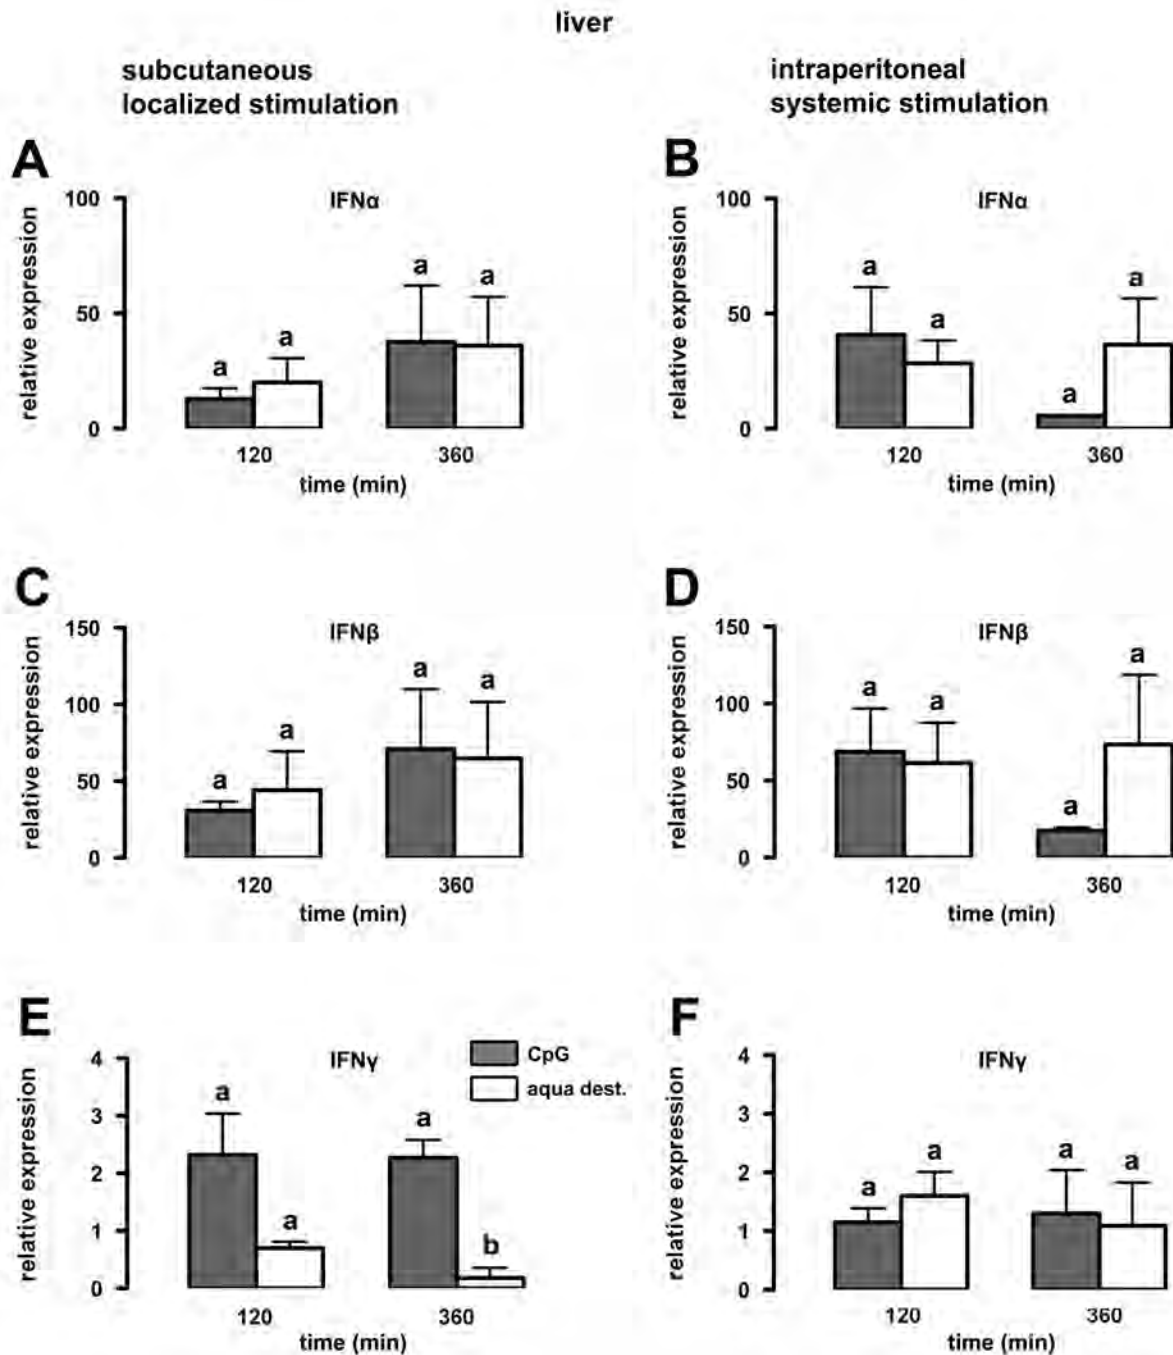 liver
subcutaneous
localized stimulation
intraperitoneal
systemic stimulation
A
IFNα
relative expression
100
50
0
a
a
a
a
120
360
time (min)
B
IFNα
relative expression
100
50
0
a
a
a
a
120
360
time (min)
C
IFNβ
relative expression
150
100
50
0
a
a
a
a
120
360
time (min)
D
IFNβ
relative expression
150
100
50
0
a
a
a
a
120
360
time (min)
E
IFNγ
relative expression
4
3
2
1
0
a
a
a
b
CpG
aqua dest.
120
360
time (min)
F
IFNγ
relative expression
4
3
2
1
0
a
a
a
a
120
360
time (min)